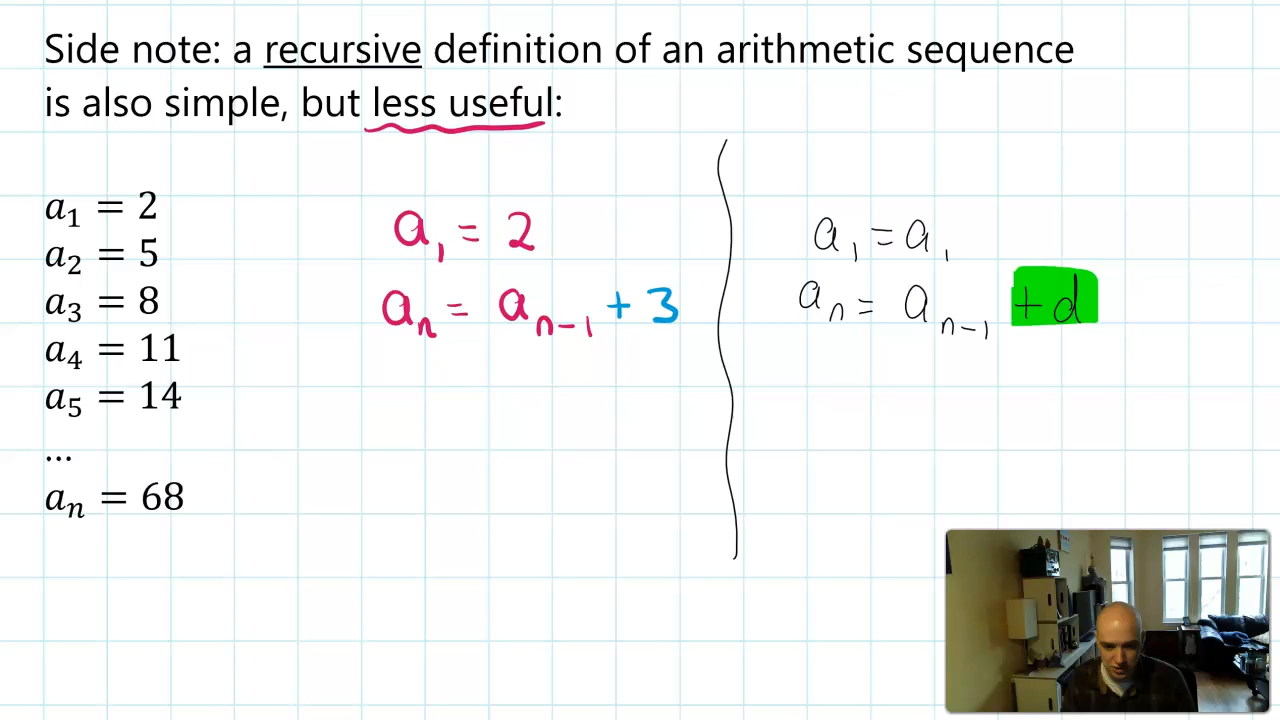 Side note: a recursive definition of an arithmetic sequence
is also simple, but less useful:
a₁ = 2
a₂ = 5
a₃ = 8
a₄ = 11
a₅ = 14
...
aₙ = 68
a₁ = 2
aₙ = aₙ₋₁ + 3
a₁ = a₁
aₙ = aₙ₋₁ + d